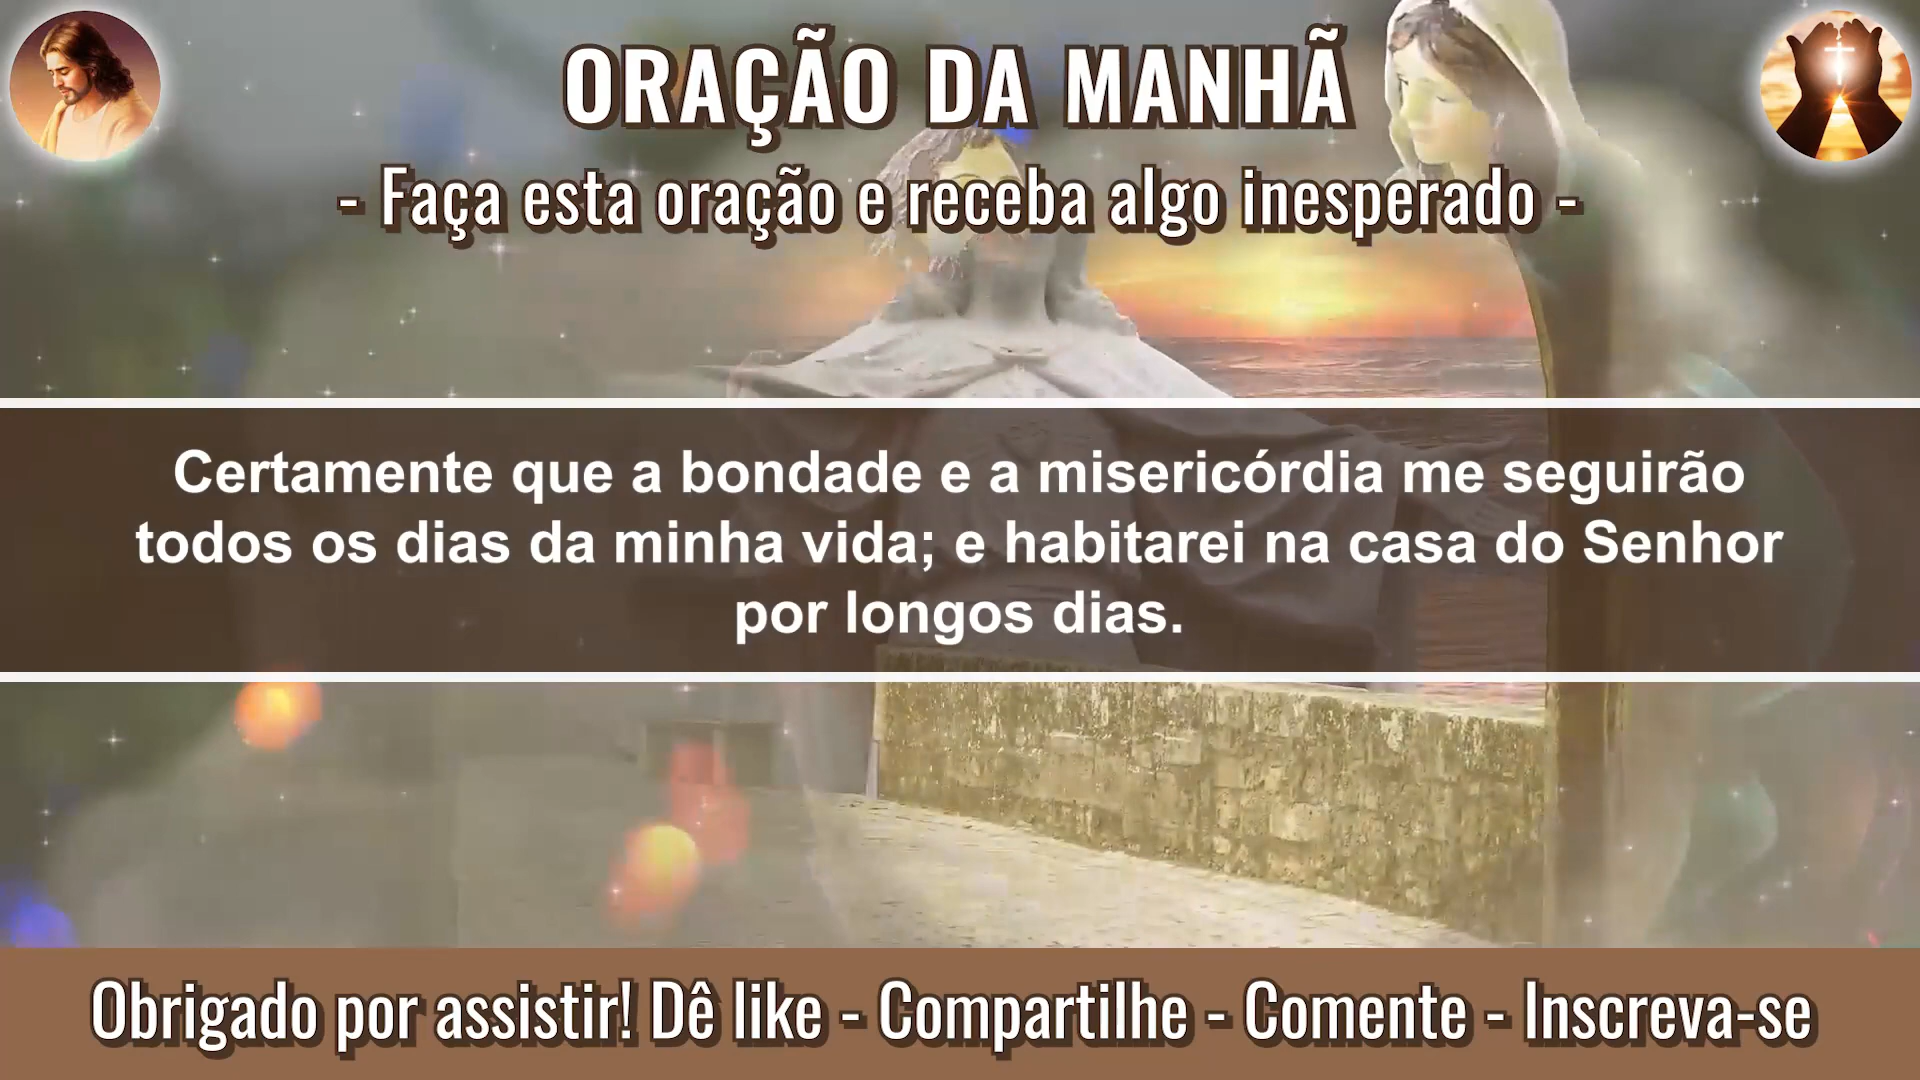 ORAÇÃO DA MANHÃ
- Faça esta oração e receba algo inesperado -
Certamente que a bondade e a misericórdia me seguirão
todos os dias da minha vida; e habitarei na casa do Senhor
por longos dias.
Obrigado por assistir! Dê like - Compartilhe - Comente - Inscreva-se